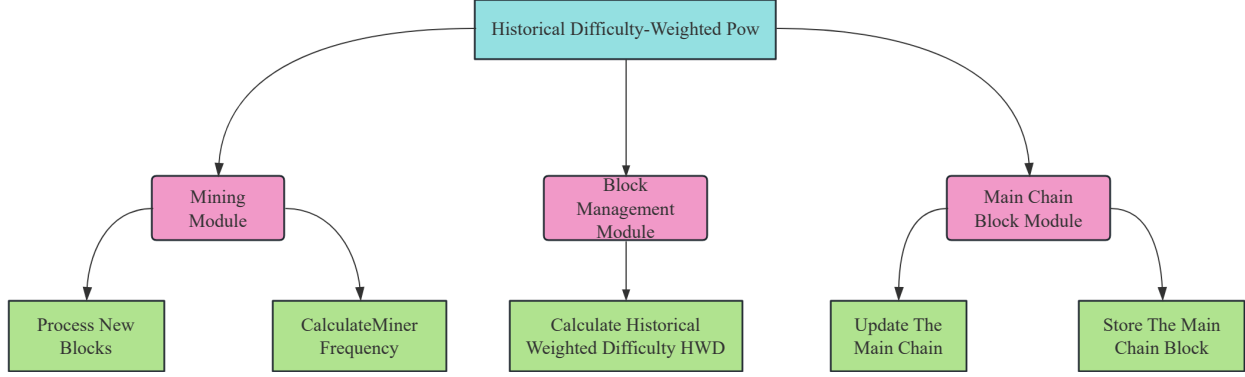 Historical Difficulty-Weighted Pow
Mining
Module
Block
Management
Module
Main Chain
Block Module
Process New
Blocks
CalculateMiner
Frequency
Calculate Historical
Weighted Difficulty HWD
Update The
Main Chain
Store The Main
Chain Block